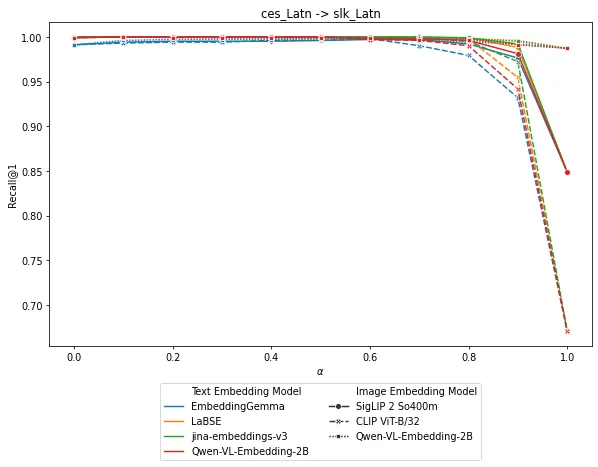 ces_Latn -> slk_Latn
Recall@1
1.00
0.95
0.90
0.85
0.80
0.75
0.70
0.0 0.2 0.4 0.6 0.8 1.0
α
Text Embedding Model Image Embedding Model
EmbeddingGemma SigLIP 2 So400m
LaBSE CLIP ViT-B/32
jina-embeddings-v3 Qwen-VL-Embedding-2B
Qwen-VL-Embedding-2B